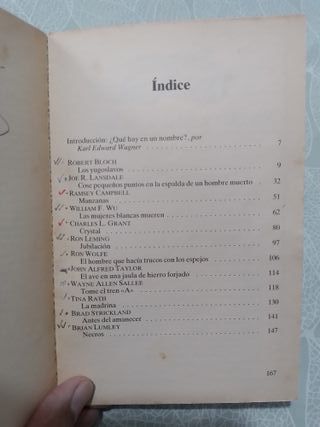 Índice
Introducción: ¿Qué hay en un nombre?, por
Karl Edward Wagner 7
ROBERT BLOCH
Los yugoslavos 9
JOE R. LANSDALE
Cose pequeños puntos en la espalda de un hombre muerto 32
RAMSEY CAMPBELL
Manzanas 51
WILLIAM F. WU
Las mujeres blancas mueren 62
CHARLES L. GRANT
Crystal 80
RON LEMING
Jubilación 97
RON WOLFE
El hombre que hacía trucos con los espejos 106
JOHN ALFRED TAYLOR
El ave en una jaula de hierro forjado 114
WAYNE ALLEN SALLEE
Tome el tren «A» 118
TINA RATH
La madrina 130
BRAD STRICKLAND
Antes del amanecer 141
BRIAN LUMLEY
Necros 147
167